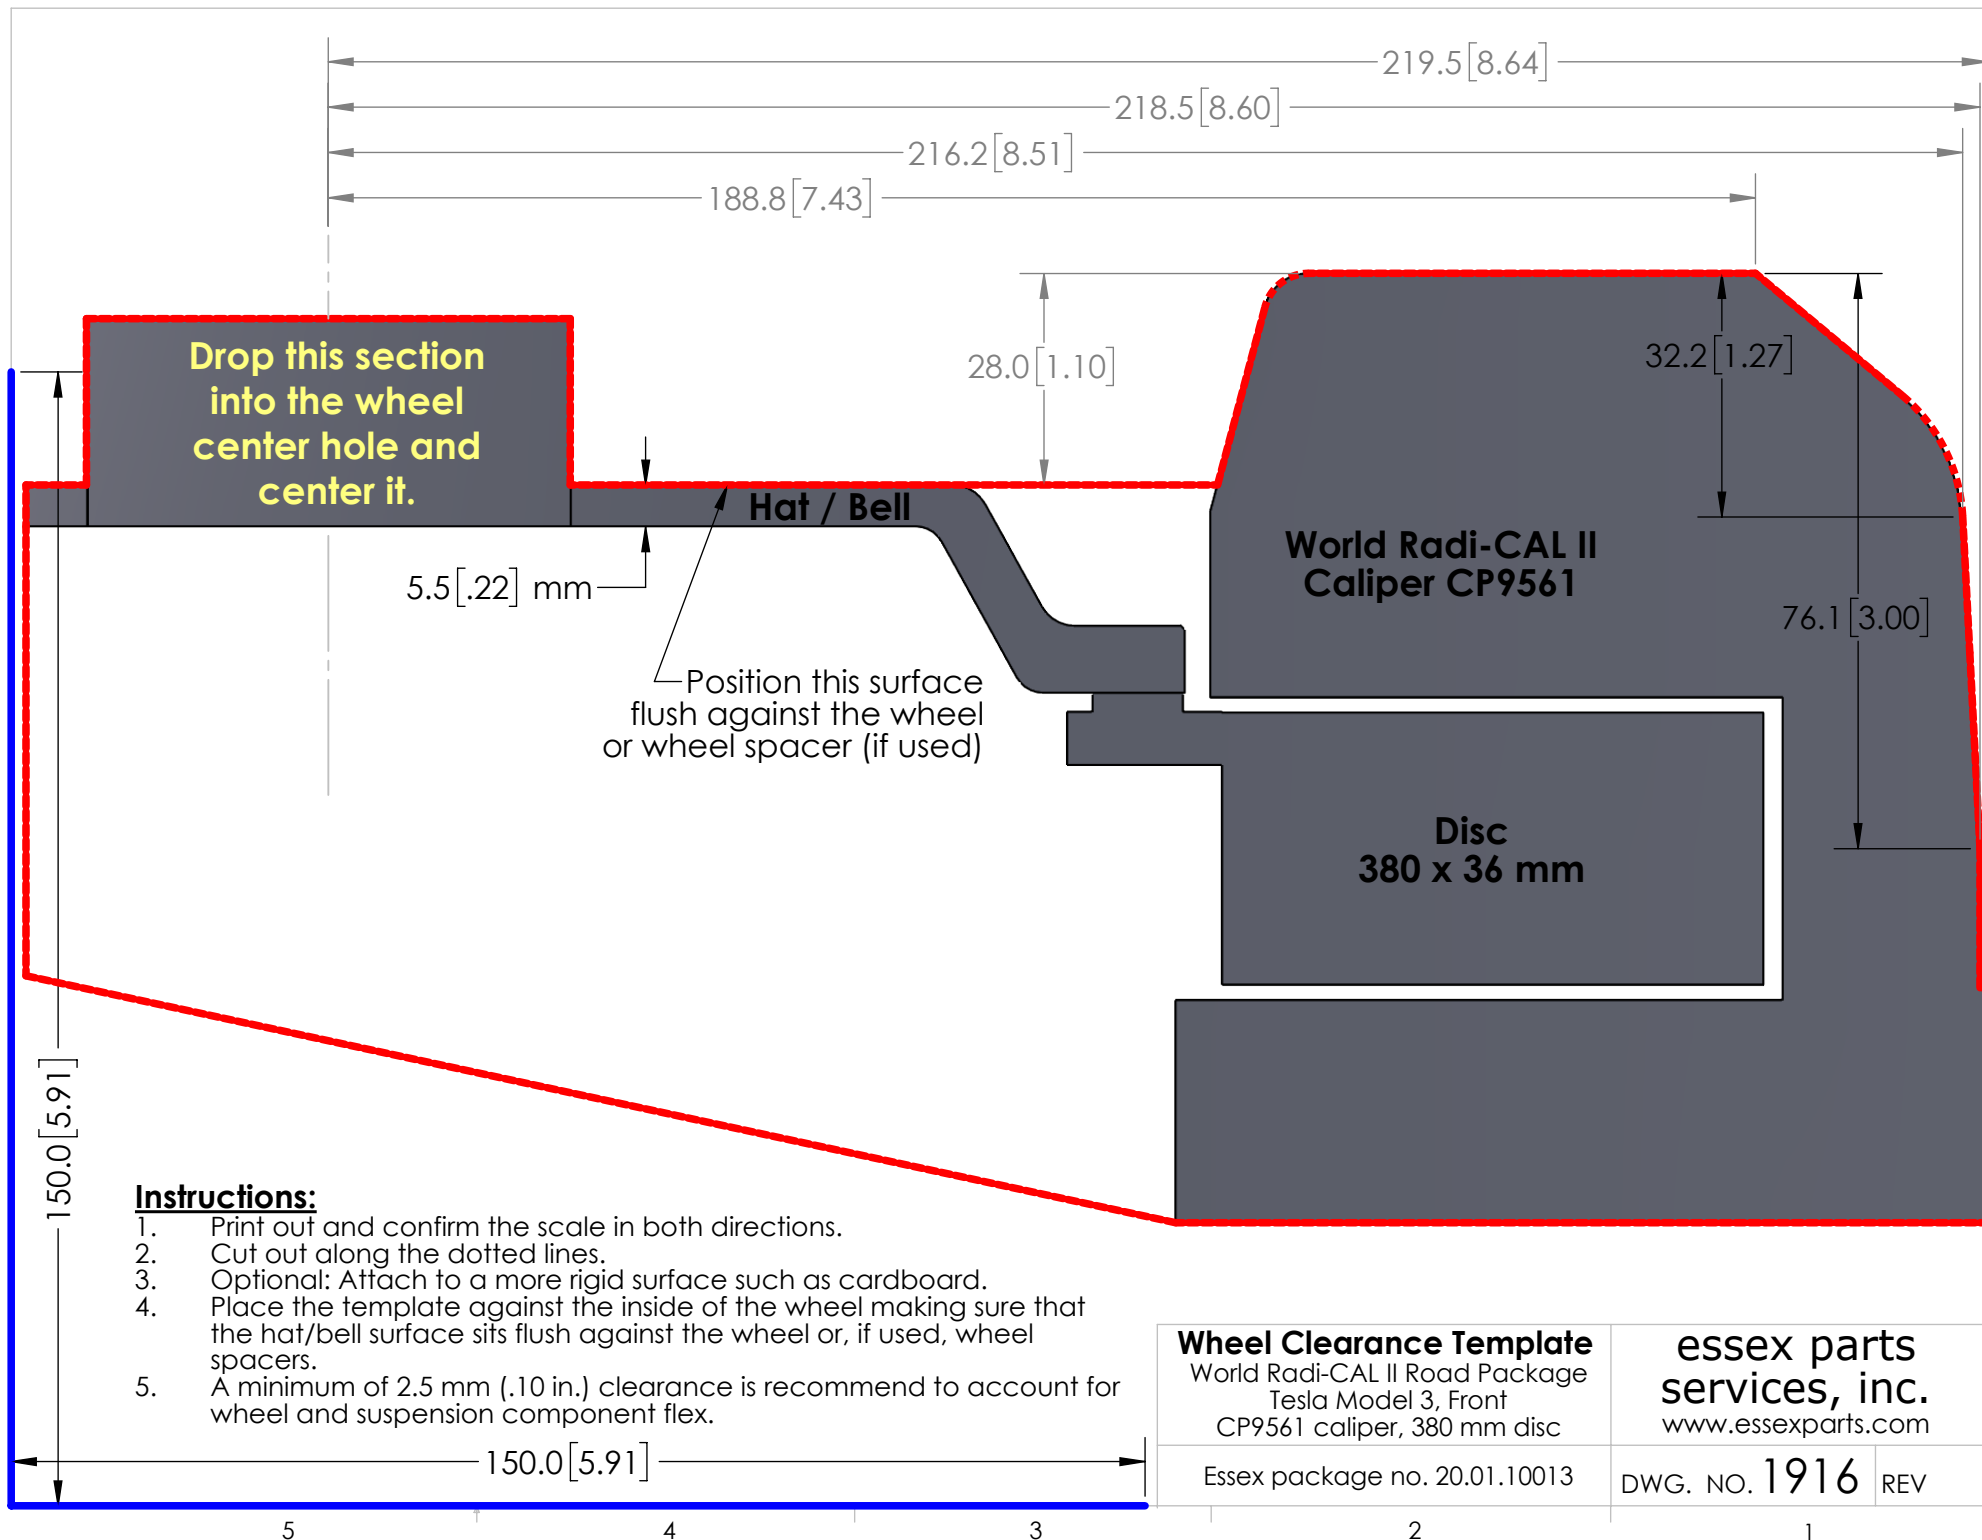 219.5[8.64]
218.5[8.60]
216.2[8.51]
188.8[7.43]
28.0[1.10]
32.2[1.27]
Drop this section
into the wheel
center hole and
center it.
Hat / Bell
5.5[.22] mm
World Radi-CAL II
Caliper CP9561
76.1[3.00]
Position this surface
flush against the wheel
or wheel spacer (if used)
Disc
380 x 36 mm
150.0[5.91]
Instructions:
1. Print out and confirm the scale in both directions.
2. Cut out along the dotted lines.
3. Optional: Attach to a more rigid surface such as cardboard.
4. Place the template against the inside of the wheel making sure that
the hat/bell surface sits flush against the wheel or, if used, wheel
spacers.
5. A minimum of 2.5 mm (.10 in.) clearance is recommend to account for
wheel and suspension component flex.
150.0[5.91]
Wheel Clearance Template
World Radi-CAL II Road Package
Tesla Model 3, Front
CP9561 caliper, 380 mm disc
Essex package no. 20.01.10013
essex parts
services, inc.
www.essexparts.com
DWG. NO. 1916 REV
5 4 3 2 1